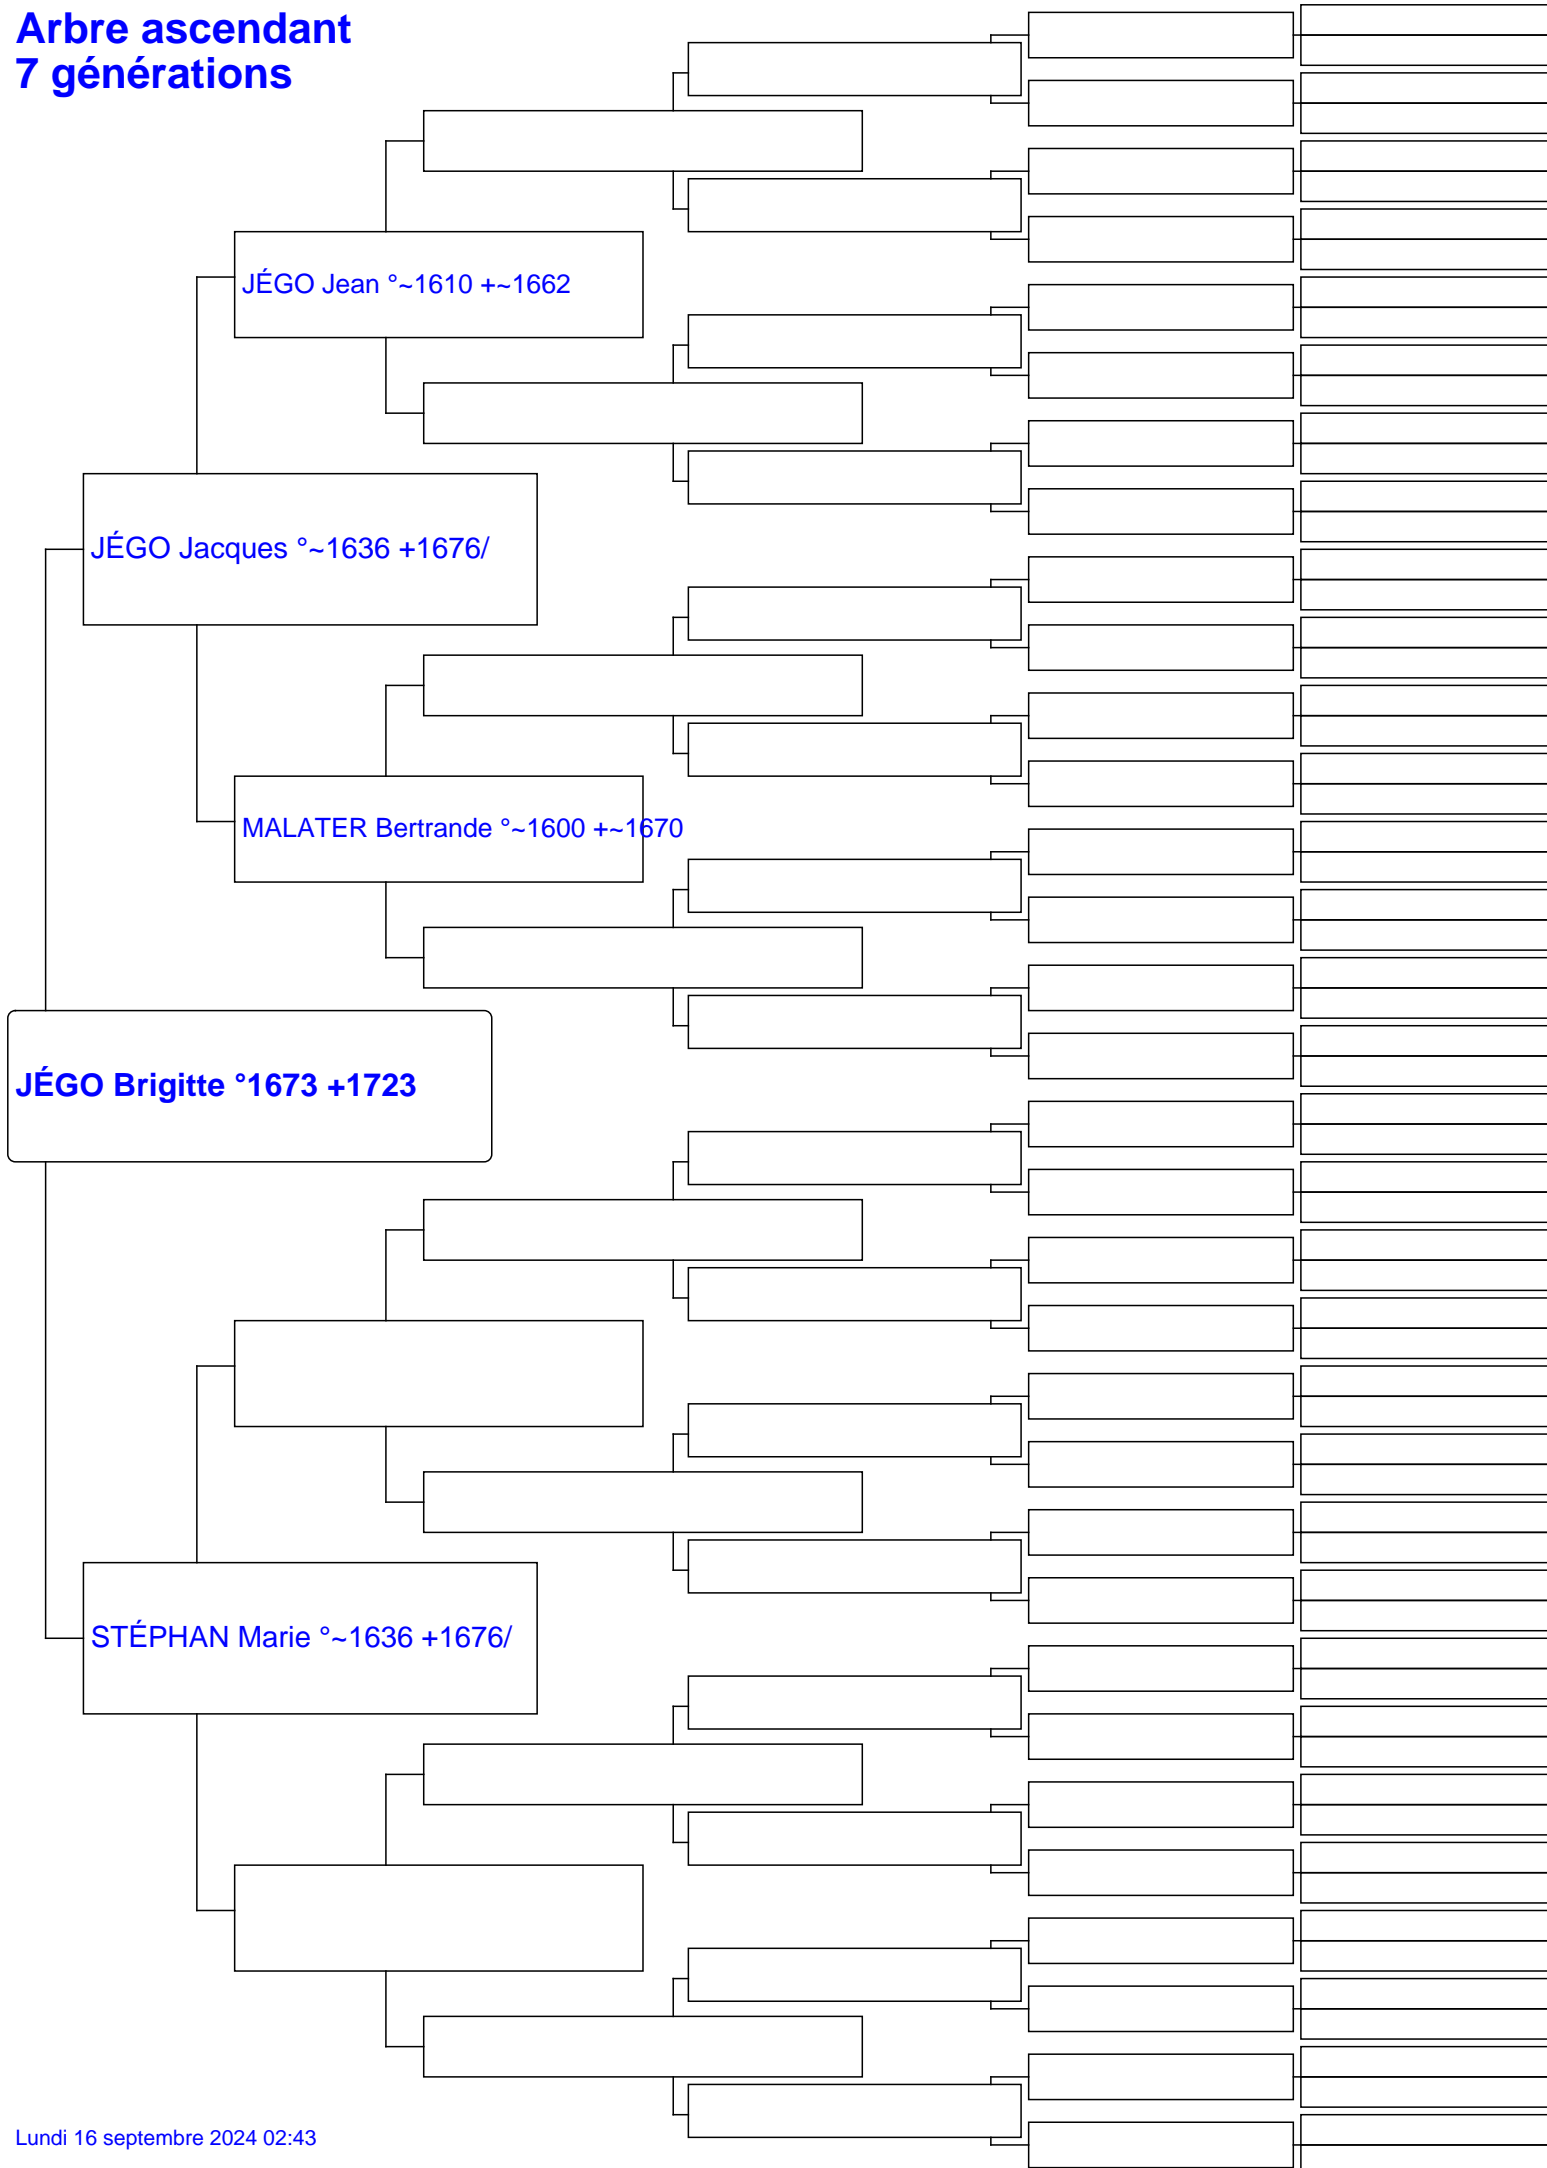 Arbre ascendant
7 générations
JÉGO Jean °~1610 +~1662
JÉGO Jacques °~1636 +1676/
MALATER Bertrande °~1600 +~1670
JÉGO Brigitte °1673 +1723
STÉPHAN Marie °~1636 +1676/
Lundi 16 septembre 2024 02:43